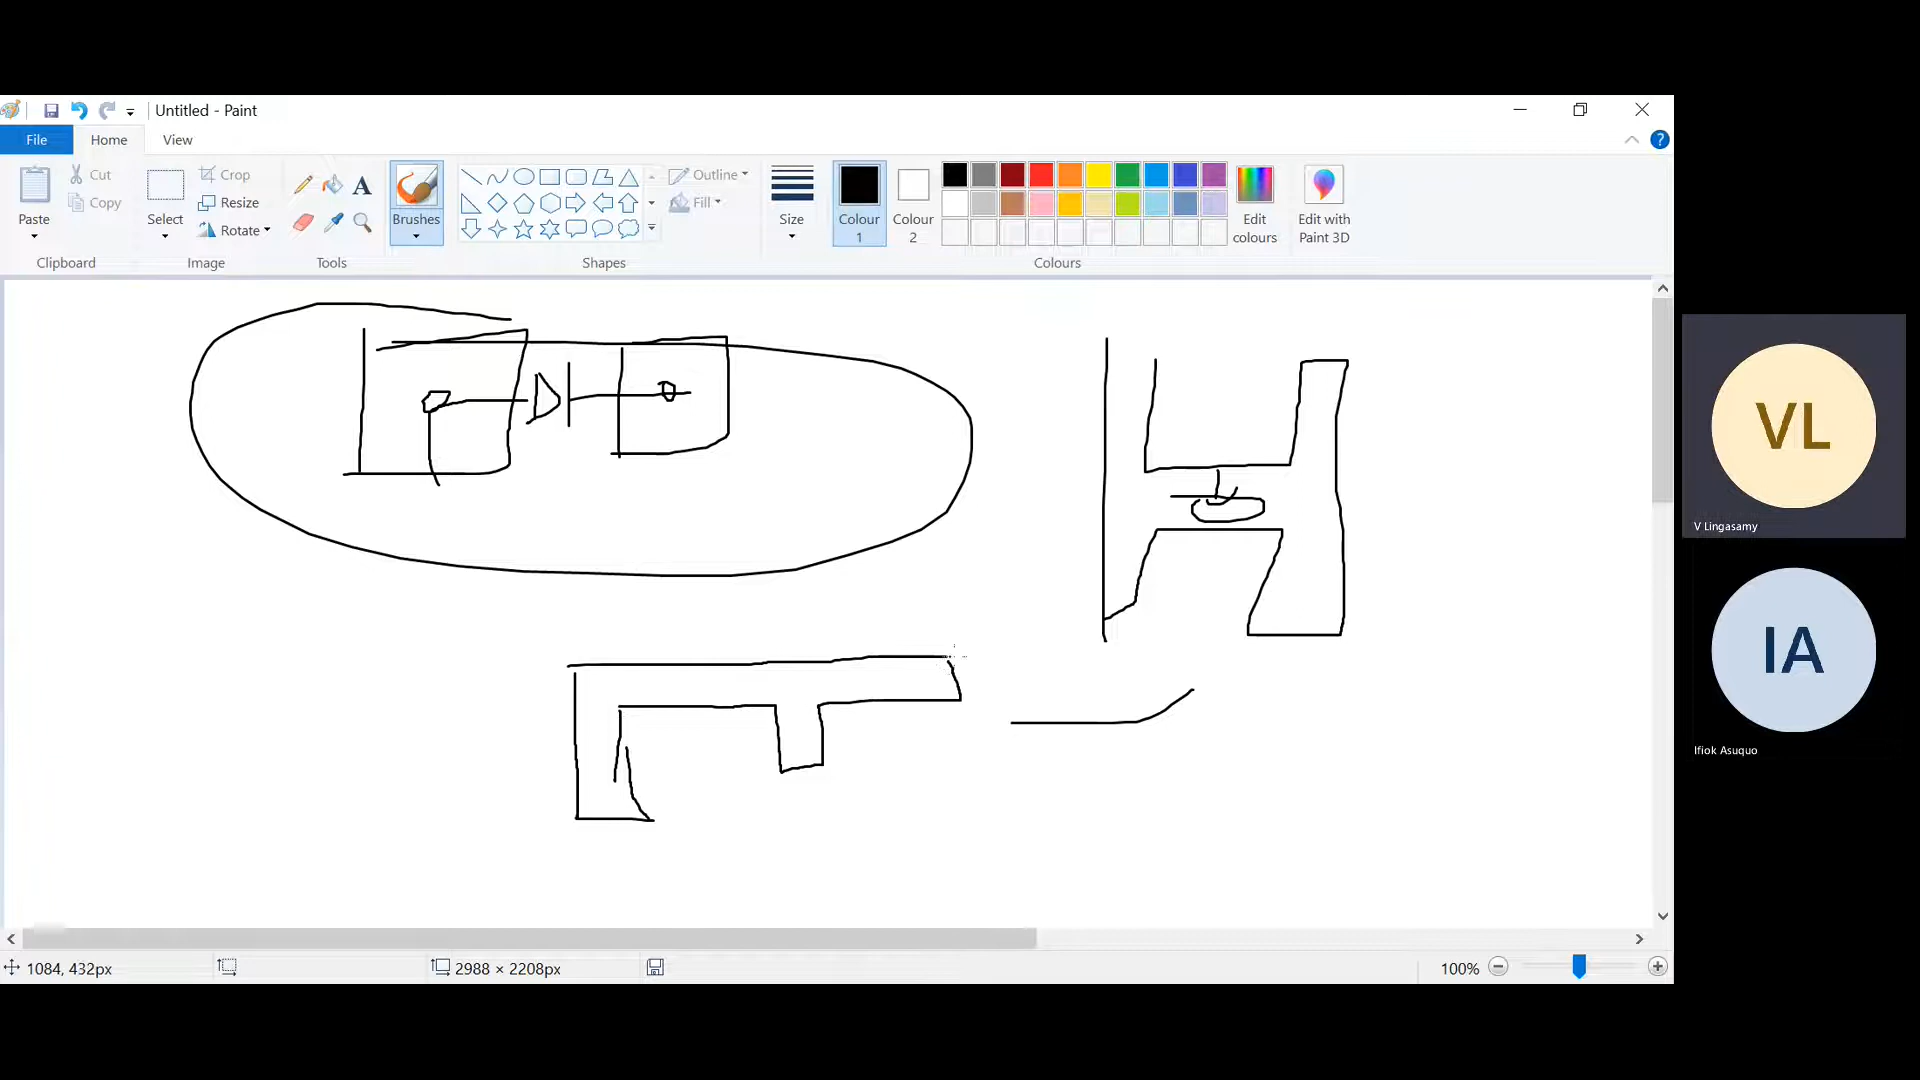 Untitled - Paint
File Home View
Cut
Copy
Paste
Clipboard
Select
Crop
Resize
Rotate
Image
A
Tools
Brushes
Outline
Fill
Shapes
Size
Colour
1
Colour
2
Edit
colours
Edit with
Paint 3D
Colours
?
VL
V Lingasamy
IA
Ifiok Asuquo
1084, 432px
2988 × 2208px
100%